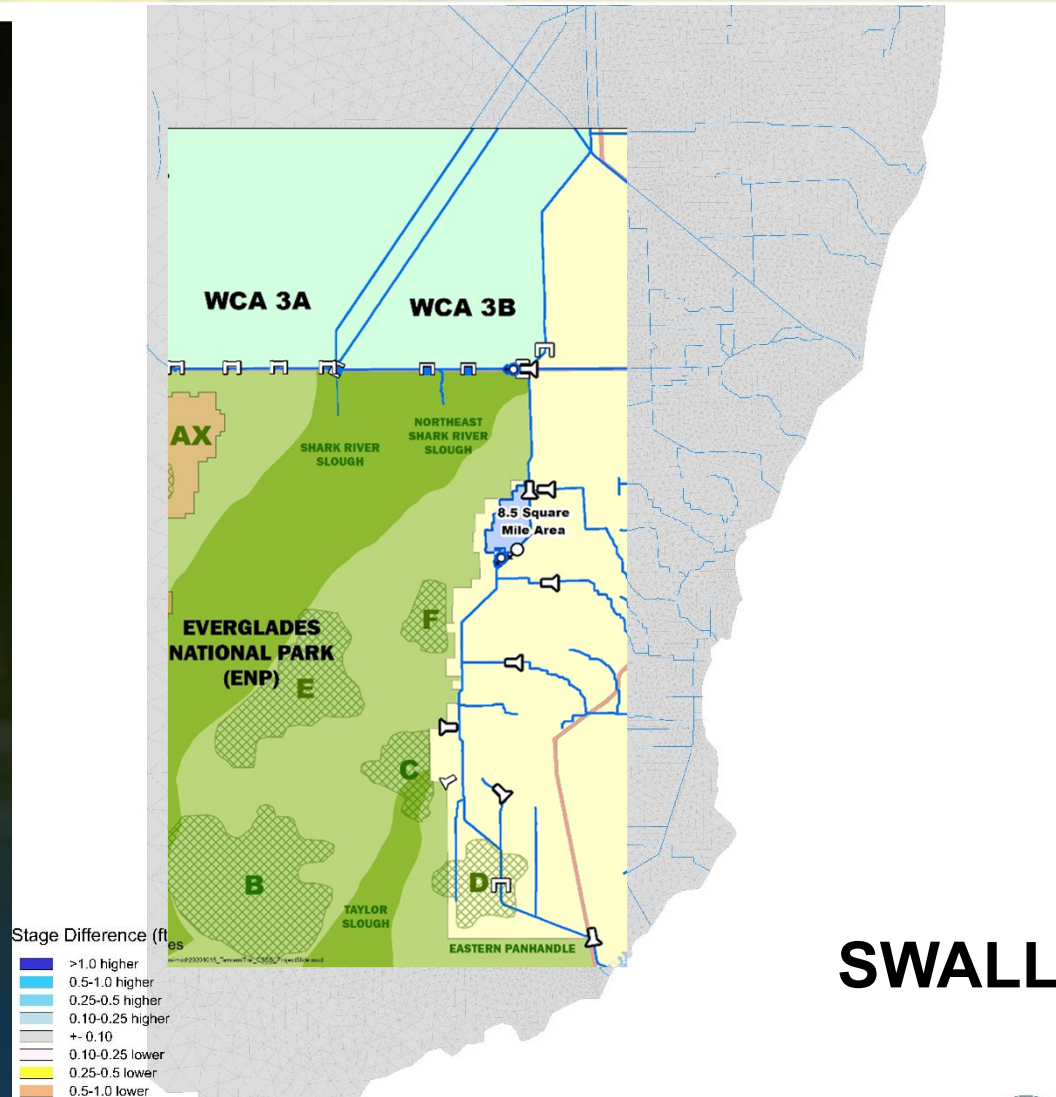 WCA 3A
WCA 3B
AX
SHARK RIVER
SLOUGH
NORTHEAST
SHARK RIVER
SLOUGH
8.5 Square
Mile Area
F
EVERGLADES
NATIONAL PARK
(ENP)
E
C
B
D
TAYLOR
SLOUGH
EASTERN PANHANDLE
Stage Difference (ft
es
>1.0 higher
0.5-1.0 higher
0.25-0.5 higher
0.10-0.25 higher
+- 0.10
0.10-0.25 lower
0.25-0.5 lower
0.5-1.0 lower
SWALL